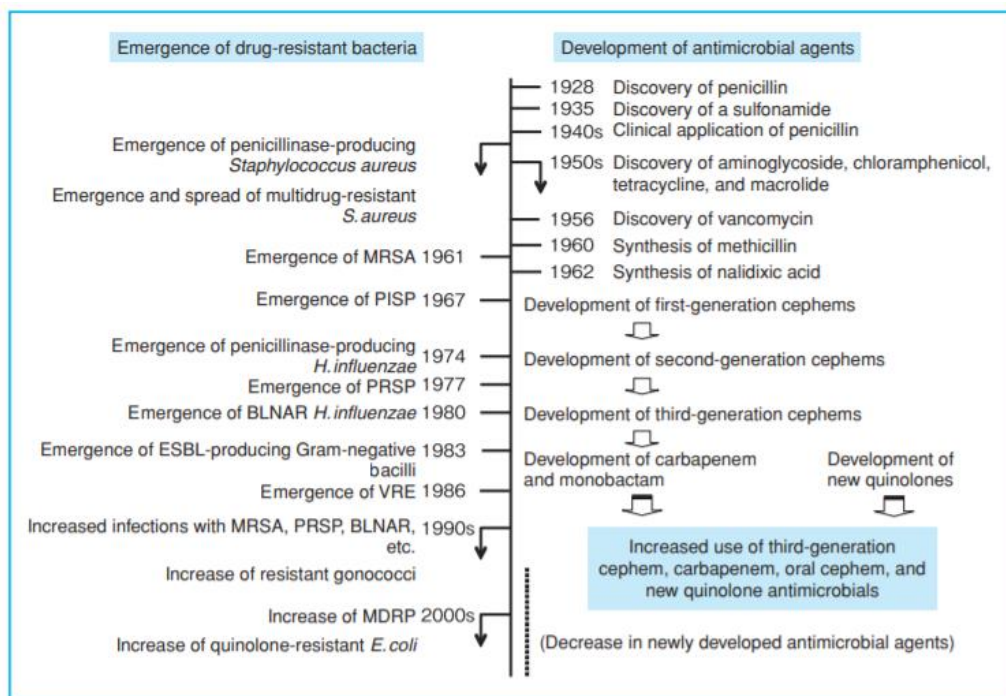 Emergence of drug-resistant bacteria
Emergence of penicillinase-producing
Staphylococcus aureus
Emergence and spread of multidrug-resistant
S. aureus
Emergence of MRSA 1961
Emergence of PISP 1967
Emergence of penicillinase-producing
H. influenzae 1974
Emergence of PRSP 1977
Emergence of BLNAR H. influenzae 1980
Emergence of ESBL-producing Gram-negative 1983
bacilli
Emergence of VRE 1986
Increased infections with MRSA, PRSP, BLNAR, 1990s
etc.
Increase of resistant gonococci
Increase of MDRP 2000s
Increase of quinolone-resistant E. coli
Development of antimicrobial agents
1928 Discovery of penicillin
1935 Discovery of a sulfonamide
1940s Clinical application of penicillin
1950s Discovery of aminoglycoside, chloramphenicol,
tetracycline, and macrolide
1956 Discovery of vancomycin
1960 Synthesis of methicillin
1962 Synthesis of nalidixic acid
Development of first-generation cephems
Development of second-generation cephems
Development of third-generation cephems
Development of carbapenem
and monobactam
Development of
new quinolones
Increased use of third-generation
cephem, carbapenem, oral cephem, and
new quinolone antimicrobials
(Decrease in newly developed antimicrobial agents)